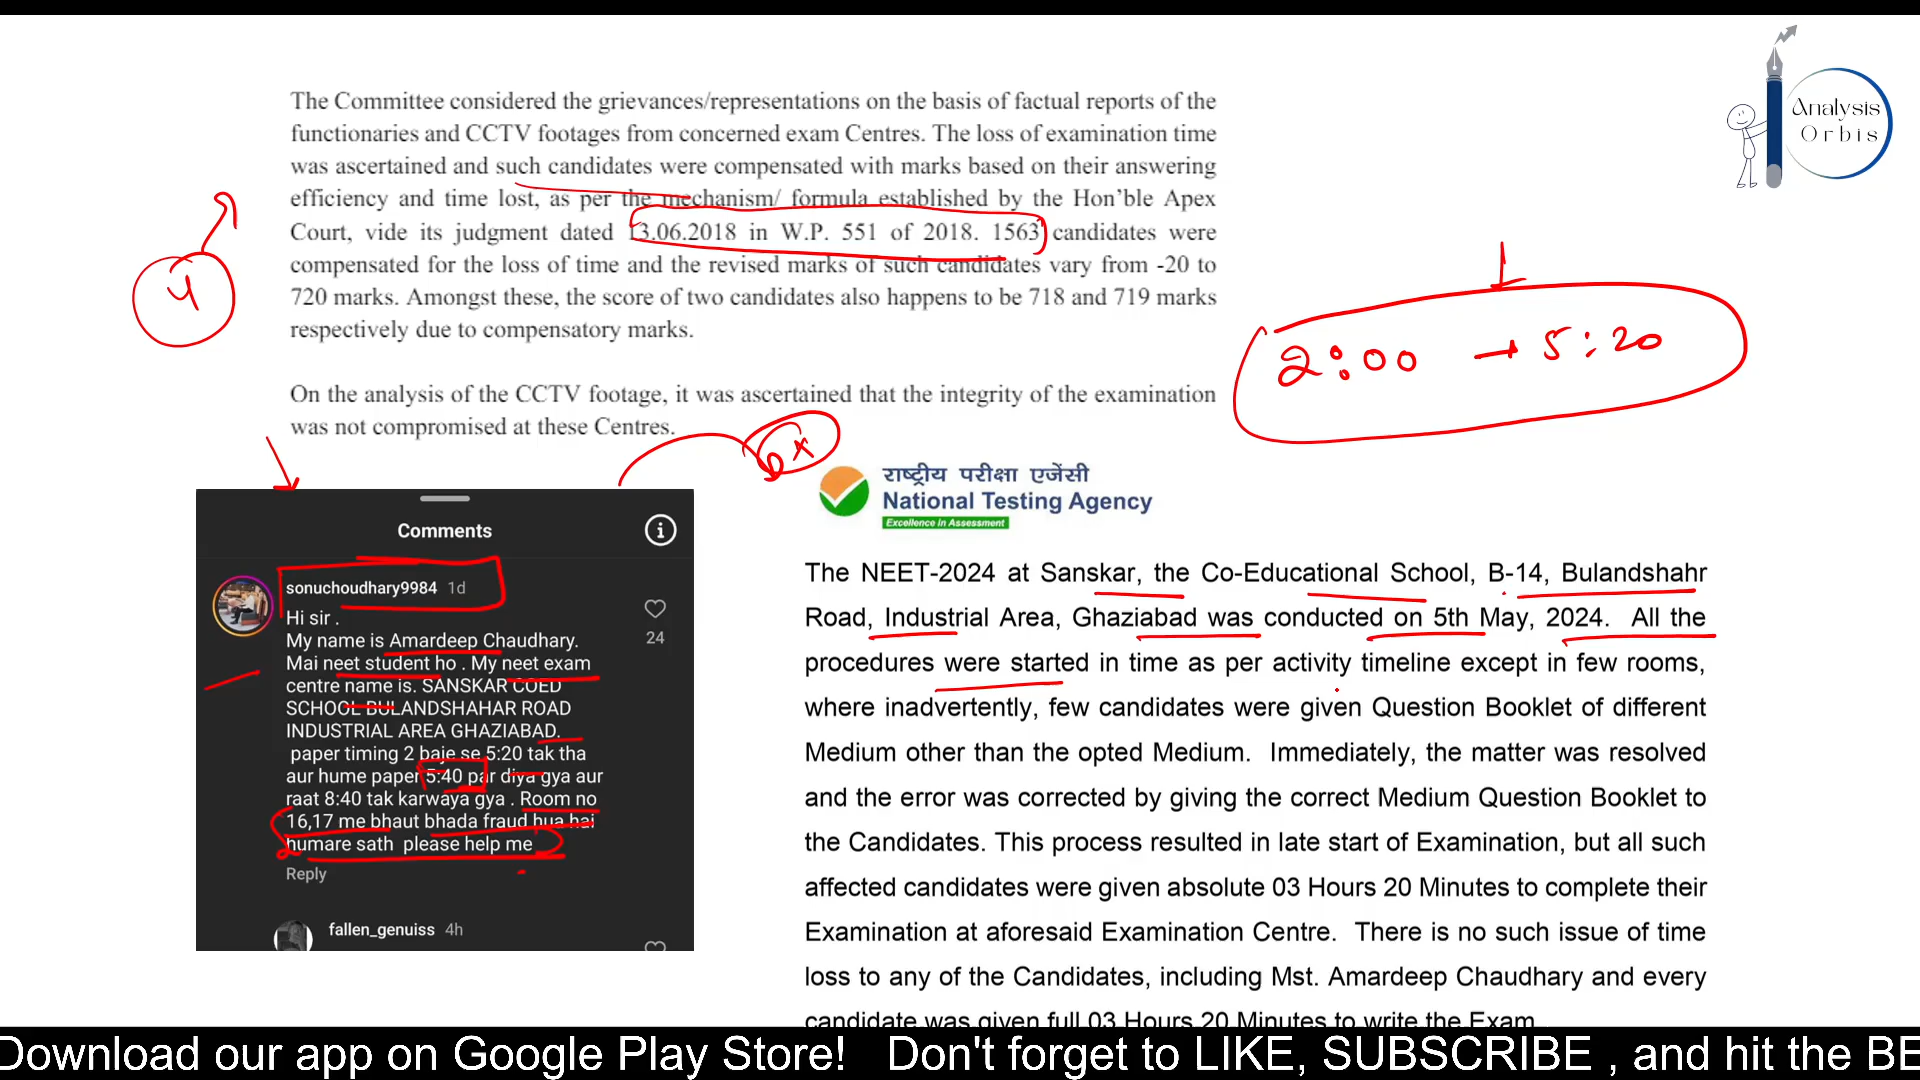 Analysis
Orbis
The Committee considered the grievances/representations on the basis of factual reports of the
functionaries and CCTV footages from concerned exam Centres. The loss of examination time
was ascertained and such candidates were compensated with marks based on their answering
efficiency and time lost, as per the mechanism/ formula established by the Hon’ble Apex
Court, vide its judgment dated 13.06.2018 in W.P. 551 of 2018. 1563 candidates were
compensated for the loss of time and the revised marks of such candidates vary from -20 to
720 marks. Amongst these, the score of two candidates also happens to be 718 and 719 marks
respectively due to compensatory marks.
On the analysis of the CCTV footage, it was ascertained that the integrity of the examination
was not compromised at these Centres.
4
2:00 → 5:20
Comments
sonuchoudhary9984 1d
Hi sir .
My name is Amardeep Chaudhary.
Mai neet student ho . My neet exam
centre name is. SANSKAR COED
SCHOOL BULANDSHAHAR ROAD
INDUSTRIAL AREA GHAZIABAD.
paper timing 2 baje se 5:20 tak tha
aur hume paper 5:40 par diya gya aur
raat 8:40 tak karwaya gya . Room no
16,17 me bhaut bhada fraud hua hai
humare sath please help me
24
Reply
fallen_genuiss 4h
राष्ट्रीय परीक्षा एजेंसी
National Testing Agency
Excellence in Assessment
The NEET-2024 at Sanskar, the Co-Educational School, B-14, Bulandshahr
Road, Industrial Area, Ghaziabad was conducted on 5th May, 2024. All the
procedures were started in time as per activity timeline except in few rooms,
where inadvertently, few candidates were given Question Booklet of different
Medium other than the opted Medium. Immediately, the matter was resolved
and the error was corrected by giving the correct Medium Question Booklet to
the Candidates. This process resulted in late start of Examination, but all such
affected candidates were given absolute 03 Hours 20 Minutes to complete their
Examination at aforesaid Examination Centre. There is no such issue of time
loss to any of the Candidates, including Mst. Amardeep Chaudhary and every
candidate was given full 03 Hours 20 Minutes to write the Exam.
Download our app on Google Play Store! Don't forget to LIKE, SUBSCRIBE , and hit the BE